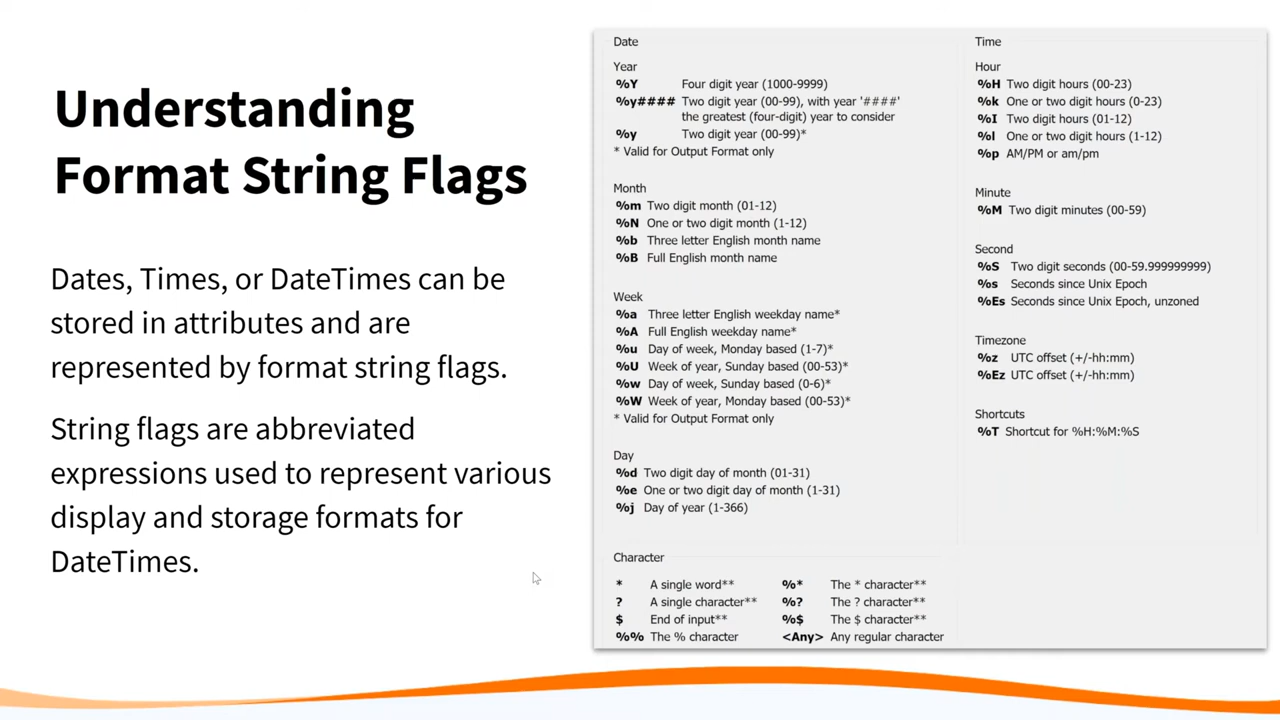 Understanding
Format String Flags
Dates, Times, or DateTimes can be
stored in attributes and are
represented by format string flags.
String flags are abbreviated
expressions used to represent various
display and storage formats for
DateTimes.
Date
Year
%Y Four digit year (1000-9999)
%y#### Two digit year (00-99), with year '####'
the greatest (four-digit) year to consider
%y Two digit year (00-99)*
* Valid for Output Format only
Month
%m Two digit month (01-12)
%N One or two digit month (1-12)
%b Three letter English month name
%B Full English month name
Week
%a Three letter English weekday name*
%A Full English weekday name*
%u Day of week, Monday based (1-7)*
%U Week of year, Sunday based (00-53)*
%w Day of week, Sunday based (0-6)*
%W Week of year, Monday based (00-53)*
* Valid for Output Format only
Day
%d Two digit day of month (01-31)
%e One or two digit day of month (1-31)
%j Day of year (1-366)
Time
Hour
%H Two digit hours (00-23)
%k One or two digit hours (0-23)
%I Two digit hours (01-12)
%l One or two digit hours (1-12)
%p AM/PM or am/pm
Minute
%M Two digit minutes (00-59)
Second
%S Two digit seconds (00-59.999999999)
%s Seconds since Unix Epoch
%Es Seconds since Unix Epoch, unzoned
Timezone
%z UTC offset (+/-hh:mm)
%Ez UTC offset (+/-hh:mm)
Shortcuts
%T Shortcut for %H:%M:%S
Character
* A single word** %* The * character**
? A single character** %? The ? character**
$ End of input** %$ The $ character**
%% The % character <Any> Any regular character